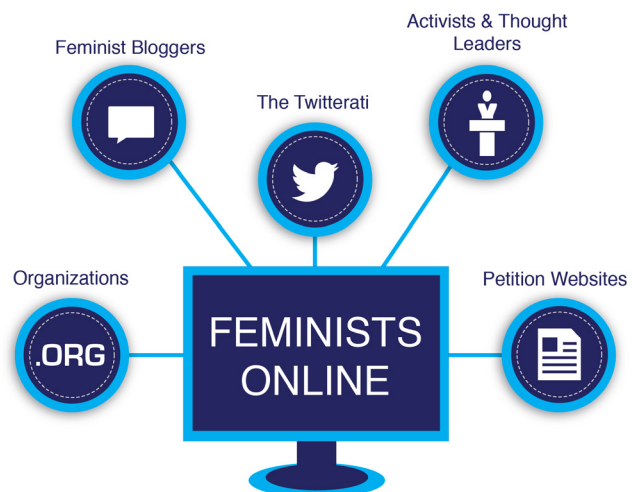 Activists & Thought
Leaders
Feminist Bloggers
The Twitterati
Organizations
Petition Websites
.ORG
FEMINISTS
ONLINE